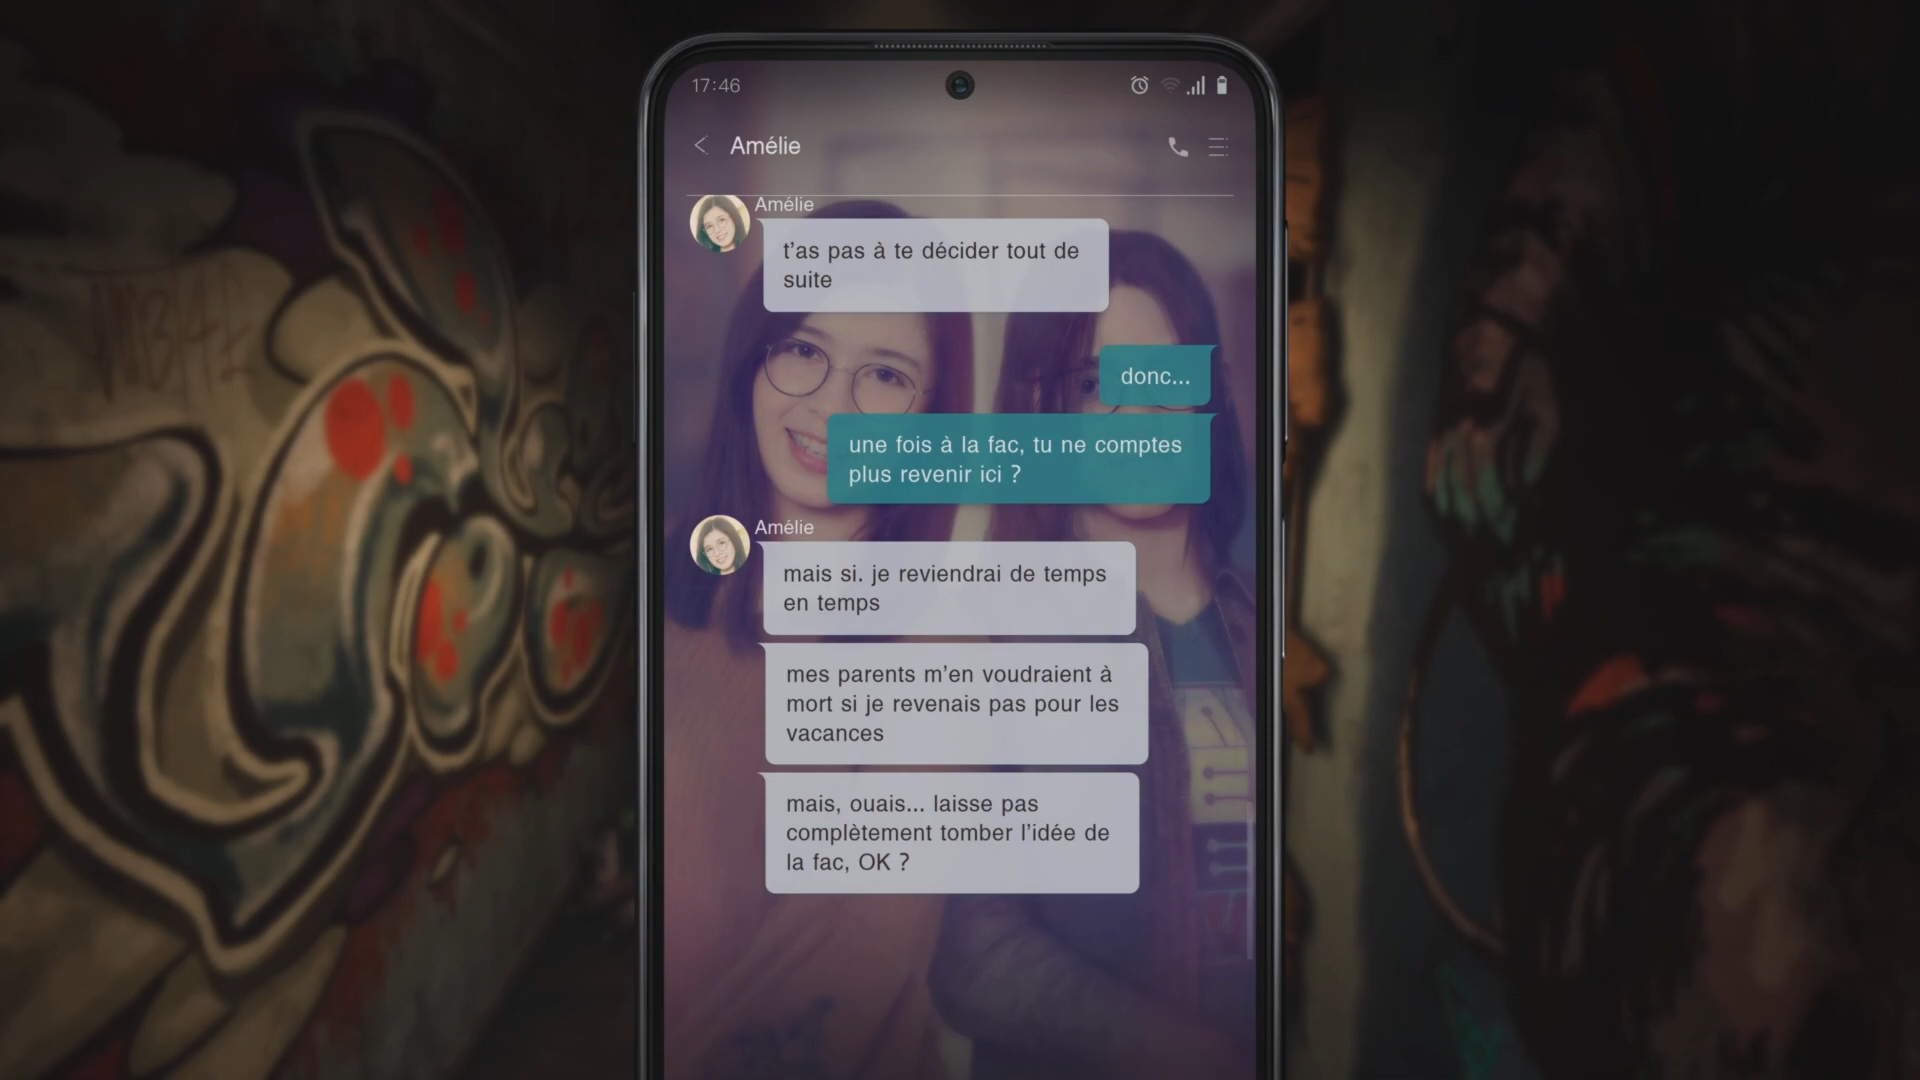 17:46
Amélie
Amélie
t’as pas à te décider tout de
suite
donc...
une fois à la fac, tu ne comptes
plus revenir ici ?
Amélie
mais si. je reviendrai de temps
en temps
mes parents m’en voudraient à
mort si je revenais pas pour les
vacances
mais, ouais... laisse pas
complètement tomber l’idée de
la fac, OK ?